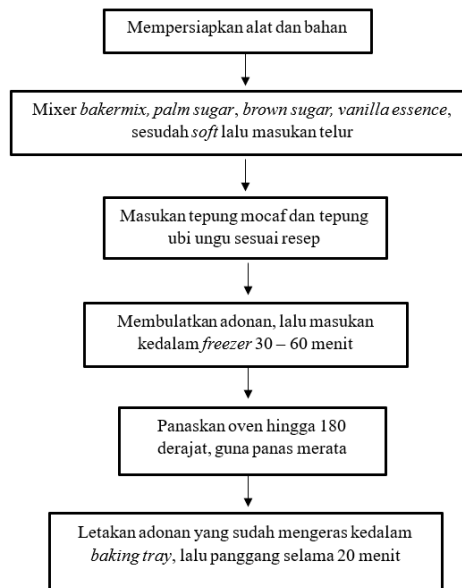 Mempersiapkan alat dan bahan
Mixer bakermix, palm sugar, brown sugar, vanilla essence,
sesudah soft lalu masukan telur
Masukan tepung mocaf dan tepung
ubi ungu sesuai resep
Membulatkan adonan, lalu masukan
kedalam freezer 30 – 60 menit
Panaskan oven hingga 180
derajat, guna panas merata
Letakan adonan yang sudah mengeras kedalam
baking tray, lalu panggang selama 20 menit